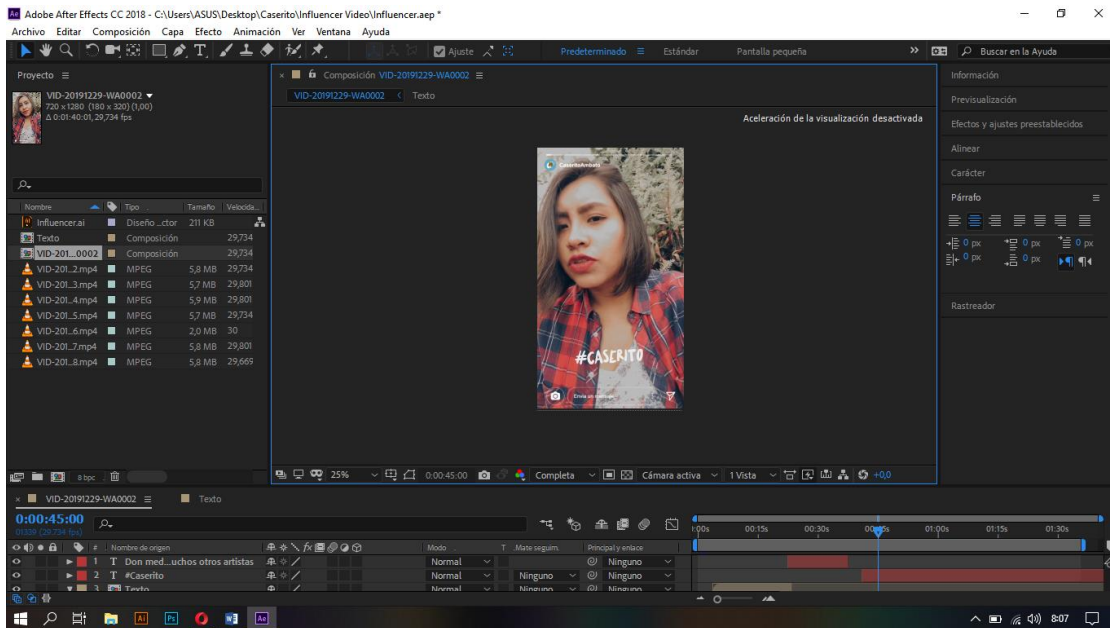 Adobe After Effects CC 2018 - C:\Users\ASUS\Desktop\Caserito\Influencer Video\Influencer.aep *
Archivo Editar Composición Capa Efecto Animación Ver Ventana Ayuda
Ajuste Predeterminado Estándar Pantalla pequeña Buscar en la Ayuda
Proyecto
VID-20191229-WA0002
720 x 1280 (180 x 320) (1,00)
Δ 0:01:40:01, 29,734 fps
Nombre Tipo Tamaño Velocida...
Influencer.ai Diseño ...ctor 211 KB
Texto Composición 29,734
VID-201...0002 Composición 29,734
VID-201...2.mp4 MPEG 5,8 MB 29,734
VID-201...3.mp4 MPEG 5,7 MB 29,801
VID-201...4.mp4 MPEG 5,9 MB 29,801
VID-201...5.mp4 MPEG 5,7 MB 29,734
VID-201...6.mp4 MPEG 2,0 MB 30
VID-201...7.mp4 MPEG 5,8 MB 29,801
VID-201...8.mp4 MPEG 5,8 MB 29,669
8 bpc
Composición VID-20191229-WA0002
VID-20191229-WA0002 Texto
Aceleración de la visualización desactivada
CaseritoAmbato
#CASERITO
Envía un mensaje
25% 0:00:45:00 Completa Cámara activa 1 Vista +0,0
Información
Previsualización
Efectos y ajustes preestablecidos
Alinear
Carácter
Párrafo
0 px 0 px 0 px
0 px 0 px
Rastreador
VID-20191229-WA0002 Texto
0:00:45:00
01339 (29.734 fps)
00s 00:15s 00:30s 01:00s 01:15s 01:30s
# Nombre de origen Modo T .Mate seguim. Principal y enlace
1 T Don med...uchos otros artistas Normal Ninguno
2 T #Caserito Normal Ninguno Ninguno
3 Texto Normal Ninguno Ninguno
Ai Ps W Ae 8:07